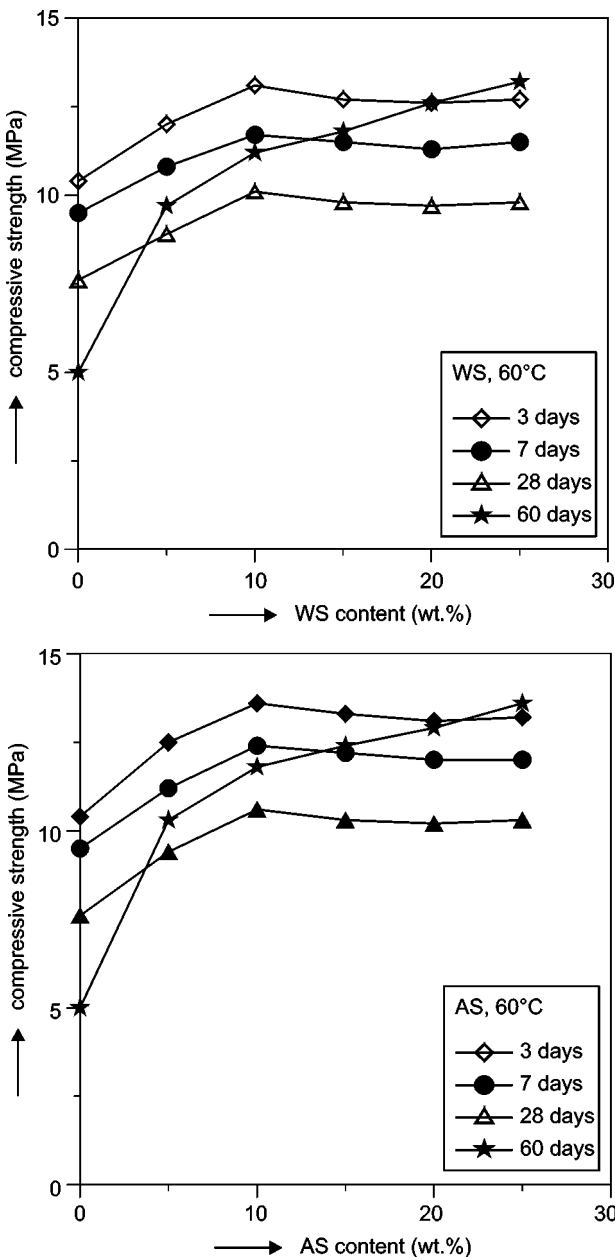 15
10
5
0
compressive strength (MPa)
WS, 60°C
3 days
7 days
28 days
60 days
0 10 20 30
WS content (wt.%)
15
10
5
0
compressive strength (MPa)
AS, 60°C
3 days
7 days
28 days
60 days
0 10 20 30
AS content (wt.%)